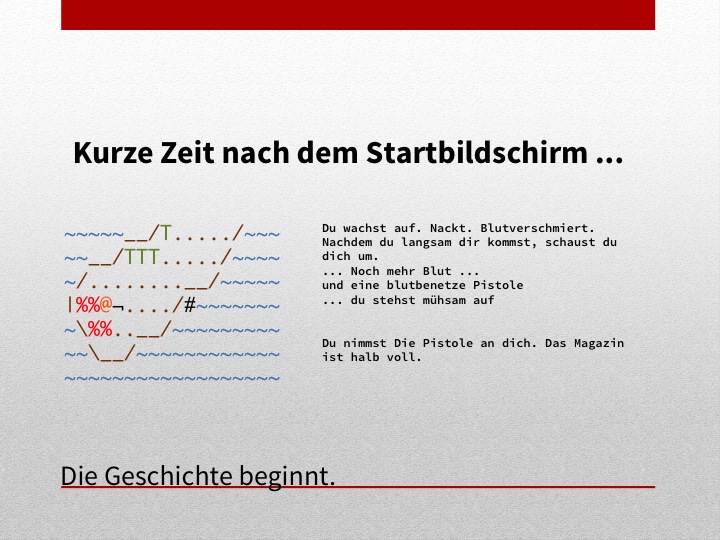 Kurze Zeit nach dem Startbildschirm ...
~~~~~__/T...../~~~
~~__/TTT...../~~~~
~/........__/~~~~~
|%%@¬..../#~~~~~~~
~\%%..__/~~~~~~~~~
~~\__/~~~~~~~~~~~~
~~~~~~~~~~~~~~~~~~
Du wachst auf. Nackt. Blutverschmiert.
Nachdem du langsam dir kommst, schaust du
dich um.
... Noch mehr Blut ...
und eine blutbenetze Pistole
... du stehst mühsam auf
Du nimmst Die Pistole an dich. Das Magazin
ist halb voll.
Die Geschichte beginnt.